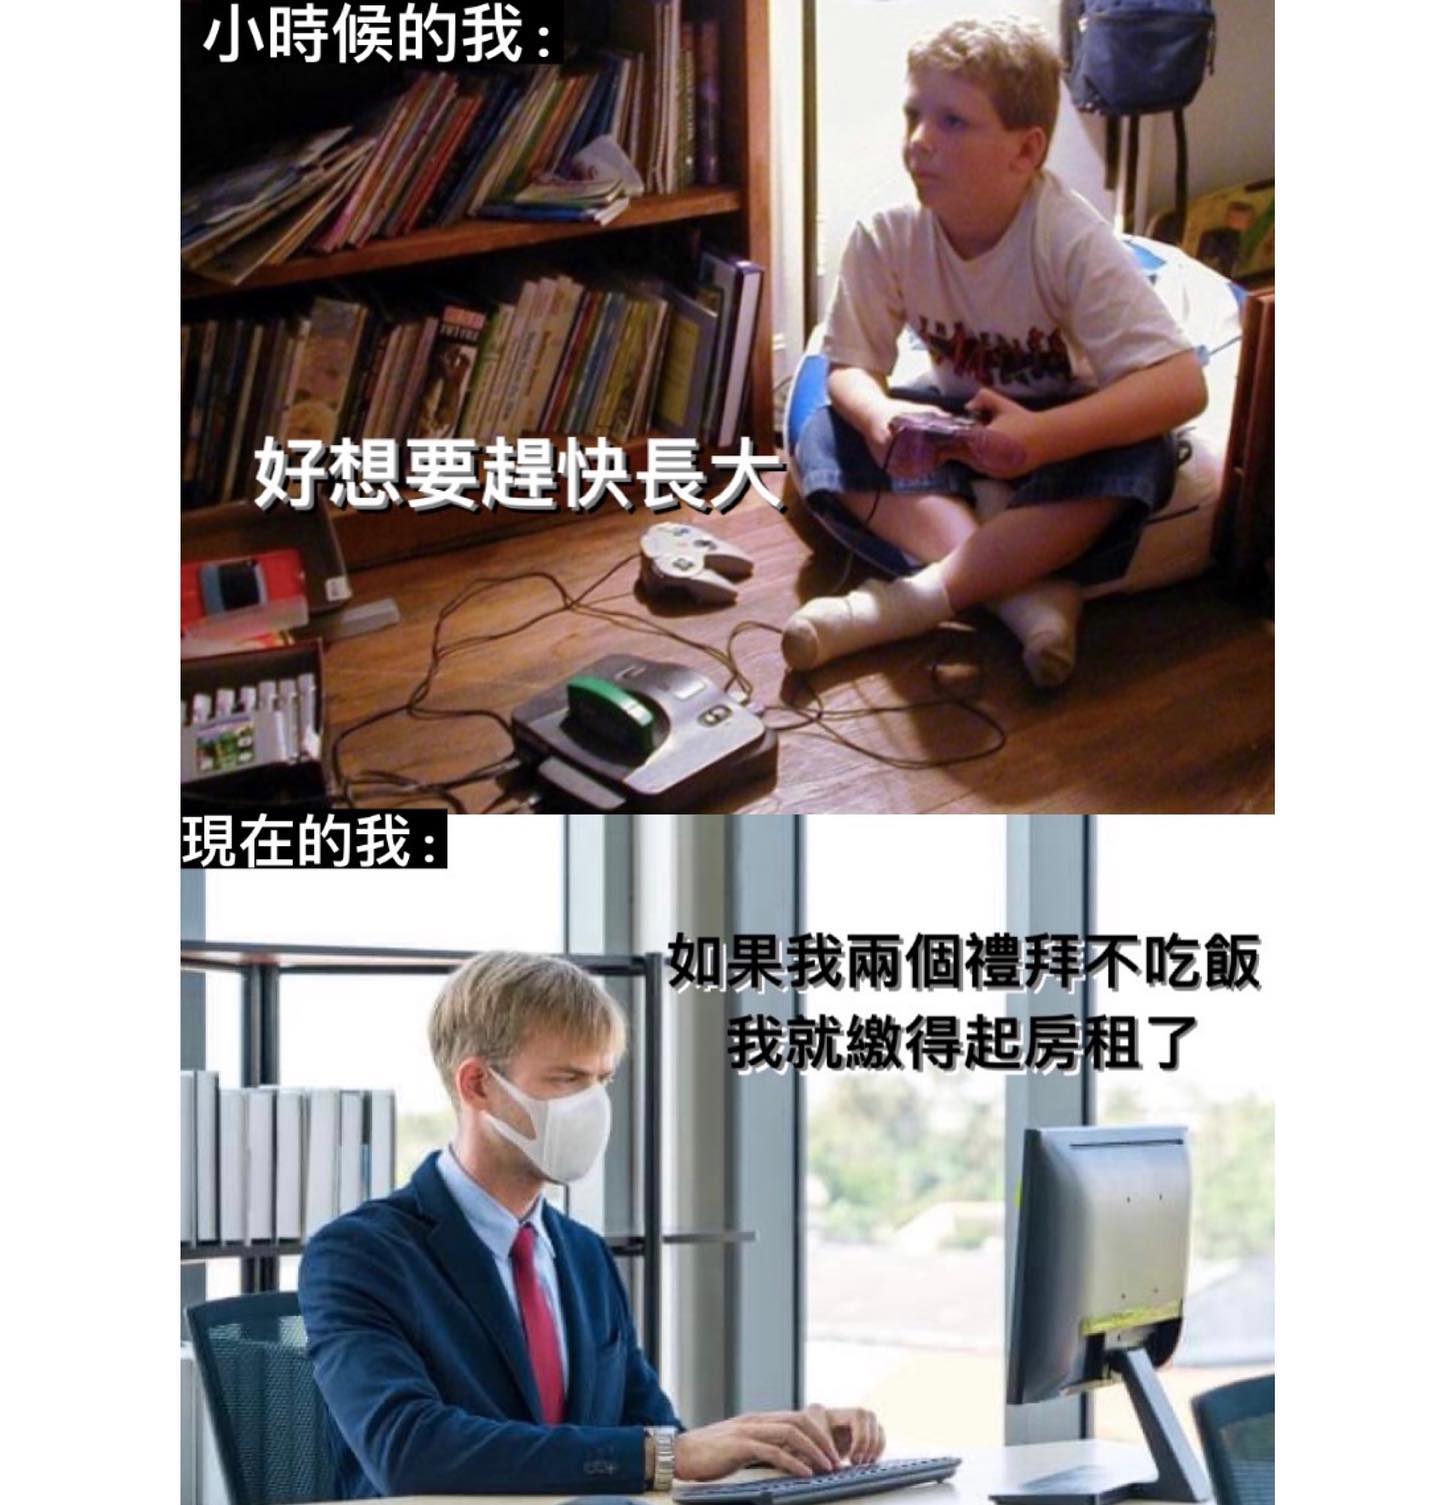 小時候的我：
好想要趕快長大
現在的我：
如果我兩個禮拜不吃飯
我就繳得起房租了